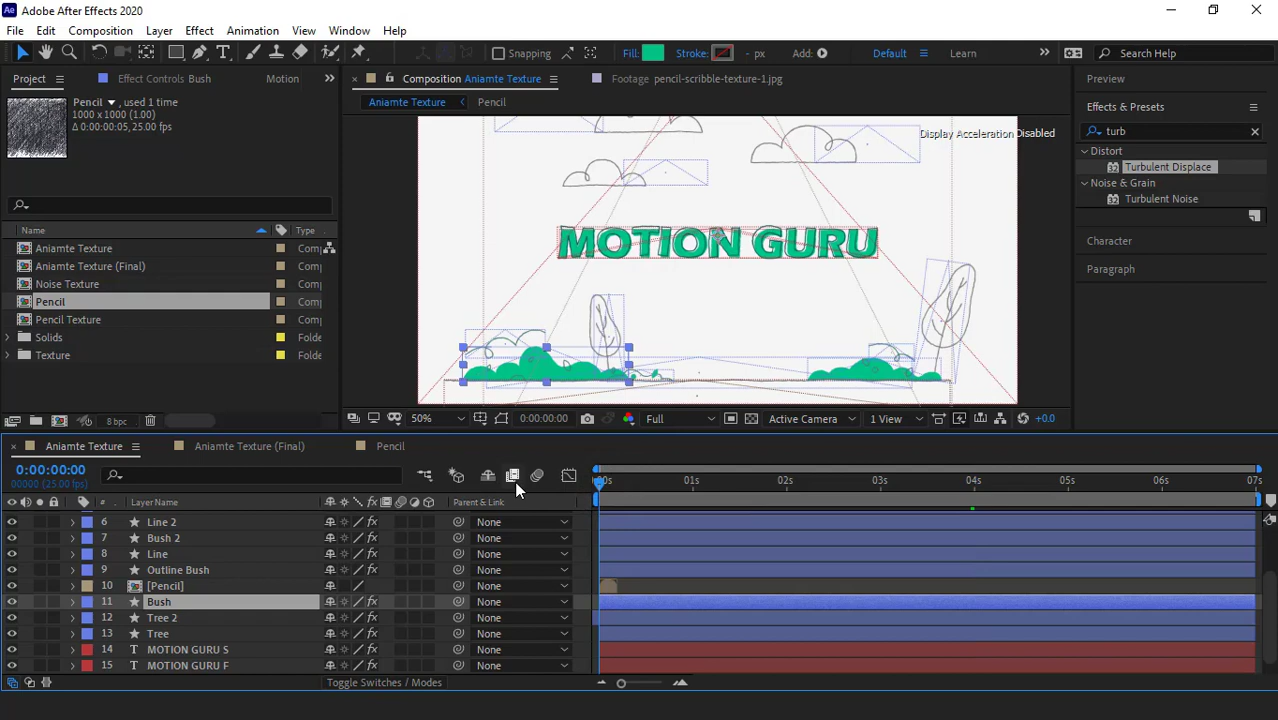 Adobe After Effects 2020
File Edit Composition Layer Effect Animation View Window Help
Snapping Fill: Stroke: - px Add: Default Learn Search Help
Project Effect Controls Bush Motion Composition Aniamte Texture Footage pencil-scribble-texture-1.jpg Preview
Pencil , used 1 time
1000 x 1000 (1.00)
Δ 0:00:00:05, 25.00 fps
Aniamte Texture Pencil
Effects & Presets
turb
Display Acceleration Disabled
Distort
Turbulent Displace
Noise & Grain
Turbulent Noise
Character
Paragraph
MOTION GURU
Name Type
Aniamte Texture Comp
Aniamte Texture (Final) Comp
Noise Texture Comp
Pencil Comp
Pencil Texture Comp
Solids Folde
Texture Folde
8 bpc
50% 0:00:00:00 Full Active Camera 1 View +0.0
Aniamte Texture Aniamte Texture (Final) Pencil
0:00:00:00
00000 (25.00 fps)
00s 01s 02s 03s 04s 05s 06s 07s
# Layer Name Parent & Link
6 Line 2 None
7 Bush 2 None
8 Line None
9 Outline Bush None
10 [Pencil] None
11 Bush None
12 Tree 2 None
13 Tree None
14 MOTION GURU S None
15 MOTION GURU F None
Toggle Switches / Modes